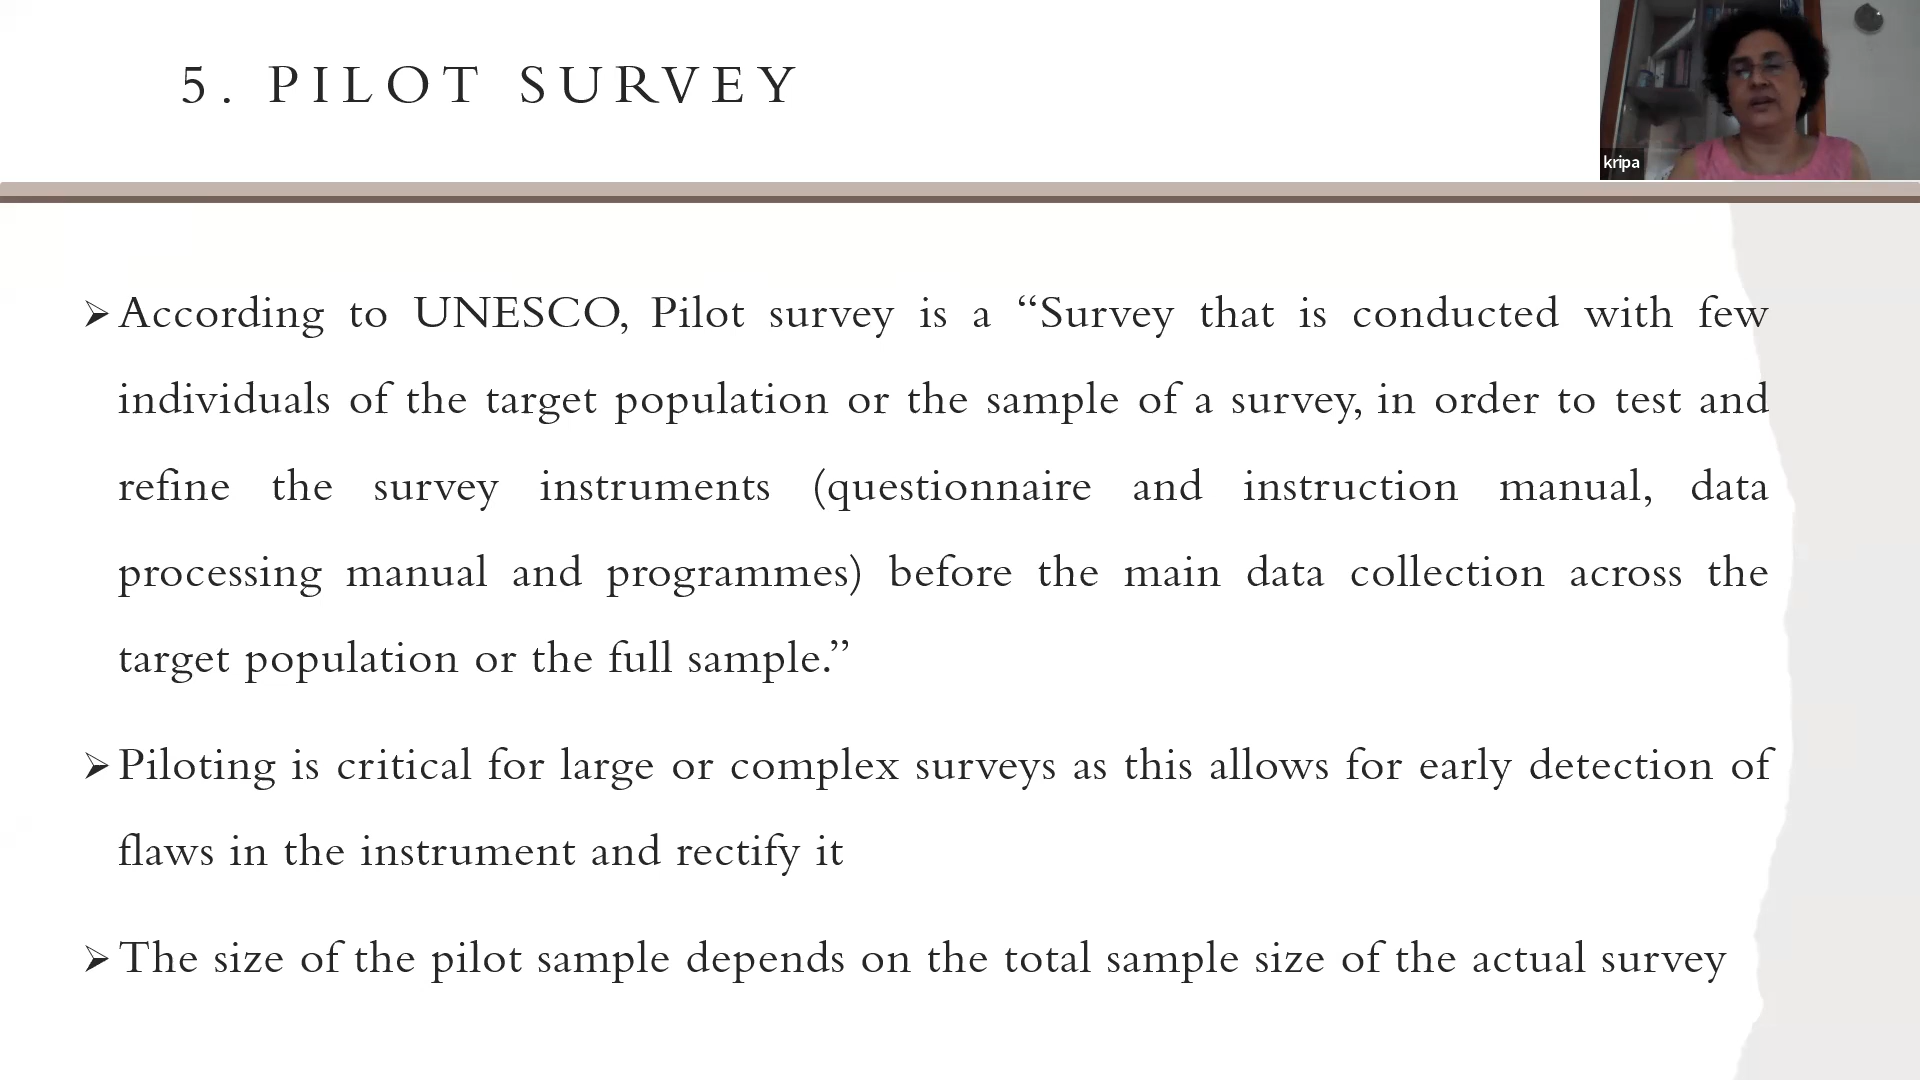 5. PILOT SURVEY
kripa
➢ According to UNESCO, Pilot survey is a “Survey that is conducted with few
individuals of the target population or the sample of a survey, in order to test and
refine the survey instruments (questionnaire and instruction manual, data
processing manual and programmes) before the main data collection across the
target population or the full sample.”
➢ Piloting is critical for large or complex surveys as this allows for early detection of
flaws in the instrument and rectify it
➢ The size of the pilot sample depends on the total sample size of the actual survey